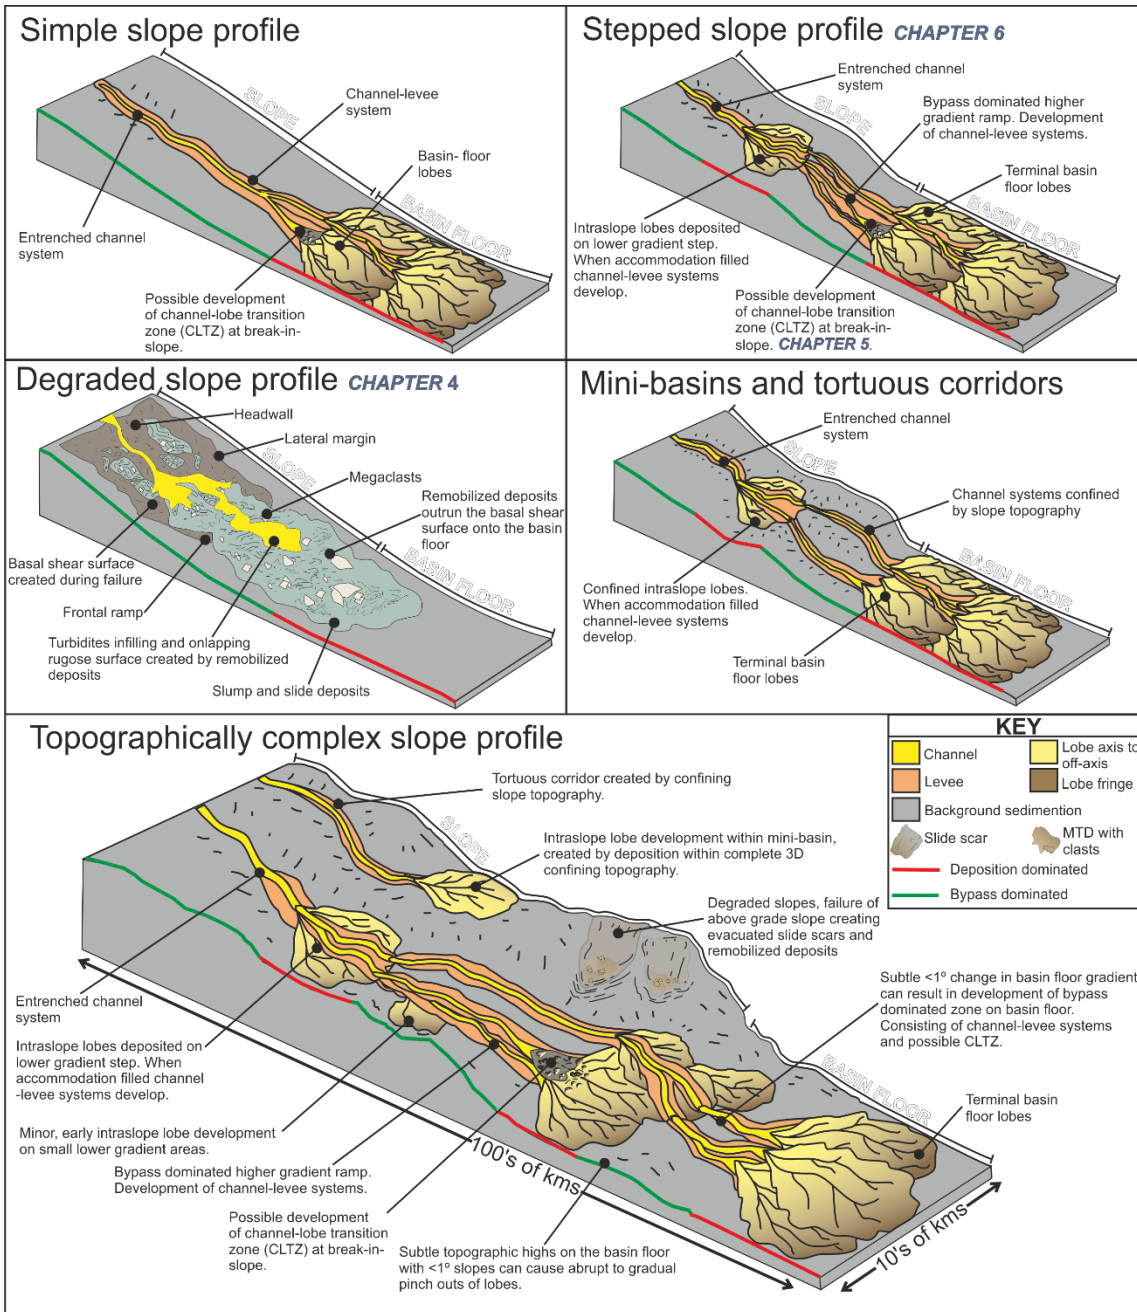 Simple slope profile
SLOPE
Channel-levee
system
Basin- floor
lobes
BASIN FLOOR
Entrenched channel
system
Possible development
of channel-lobe transition
zone (CLTZ) at break-in-
slope.
Stepped slope profile CHAPTER 6
Entrenched channel
system
SLOPE
Bypass dominated higher
gradient ramp. Development
of channel-levee systems.
Terminal basin
floor lobes
BASIN FLOOR
Intraslope lobes deposited
on lower gradient step.
When accommodation filled
channel-levee systems
develop.
Possible development
of channel-lobe transition
zone (CLTZ) at break-in-
slope. CHAPTER 5.
Degraded slope profile CHAPTER 4
Headwall
Lateral margin
SLOPE
Megaclasts
Remobilized deposits
outrun the basal shear
surface onto the basin
floor
BASIN FLOOR
Basal shear surface
created during failure
Frontal ramp
Turbidites infilling and onlapping
rugose surface created by remobilized
deposits
Slump and slide deposits
Mini-basins and tortuous corridors
Entrenched channel
system
SLOPE
Channel systems confined
by slope topography
BASIN FLOOR
Confined intraslope lobes.
When accommodation filled
channel-levee systems
develop.
Terminal basin
floor lobes
Topographically complex slope profile
Tortuous corridor created by confining
slope topography.
SLOPE
Intraslope lobe development within mini-basin,
created by deposition within complete 3D
confining topography.
Degraded slopes, failure of
above grade slope creating
evacuated slide scars and
remobilized deposits
KEY
Channel
Lobe axis to
off-axis
Levee
Lobe fringe
Background sedimention
Slide scar
MTD with
clasts
Deposition dominated
Bypass dominated
Subtle <1º change in basin floor gradient
can result in development of bypass
dominated zone on basin floor.
Consisting of channel-levee systems
and possible CLTZ.
BASIN FLOOR
Terminal basin
floor lobes
Entrenched channel
system
Intraslope lobes deposited on
lower gradient step. When
accommodation filled channel
-levee systems develop.
Minor, early intraslope lobe development
on small lower gradient areas.
Bypass dominated higher gradient ramp.
Development of channel-levee systems.
Possible development
of channel-lobe transition
zone (CLTZ) at break-in-
slope.
Subtle topographic highs on the basin floor
with <1º slopes can cause abrupt to gradual
pinch outs of lobes.
100's of kms
10's of kms